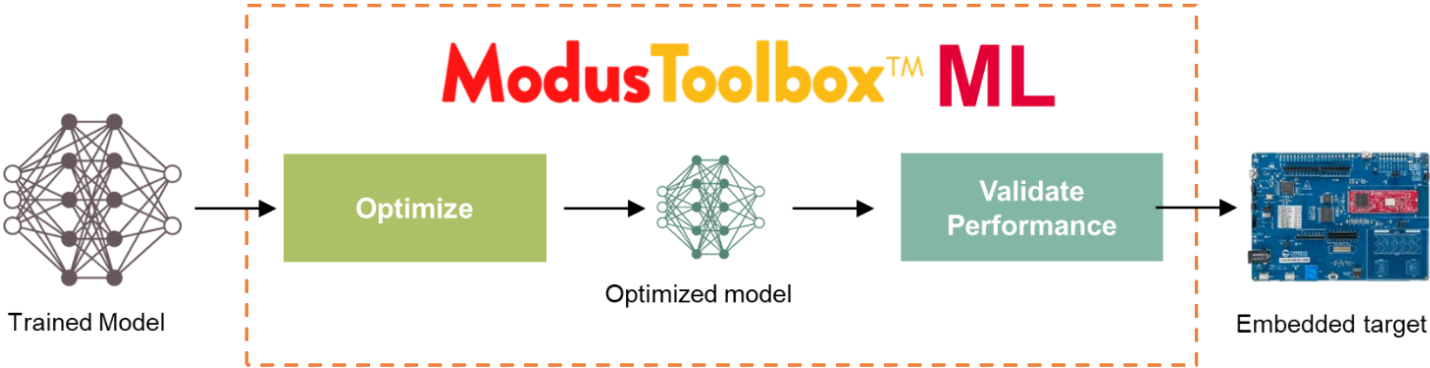 ModusToolbox™ ML
Optimize
Validate
Performance
Optimized model
Trained Model
Embedded target